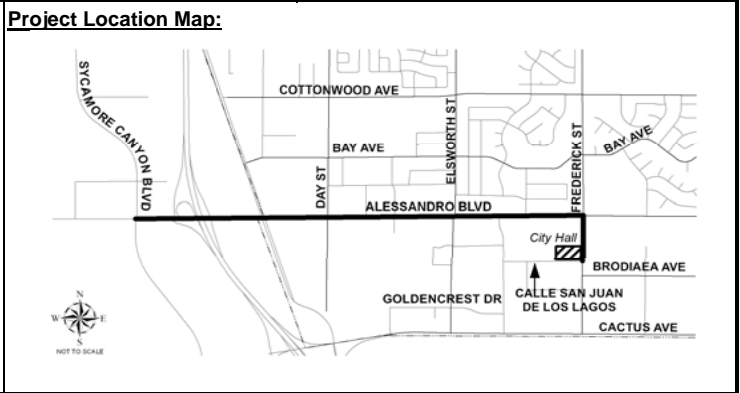 Project Location Map:
SYCAMORE CANYON BLVD
COTTONWOOD AVE
BAY AVE
DAY ST
ELSWORTH ST
FREDERICK ST
BAY AVE
ALESSANDRO BLVD
City Hall
BRODIAEA AVE
GOLDENCREST DR
CALLE SAN JUAN
DE LOS LAGOS
CACTUS AVE
N
W
E
S
NOT TO SCALE